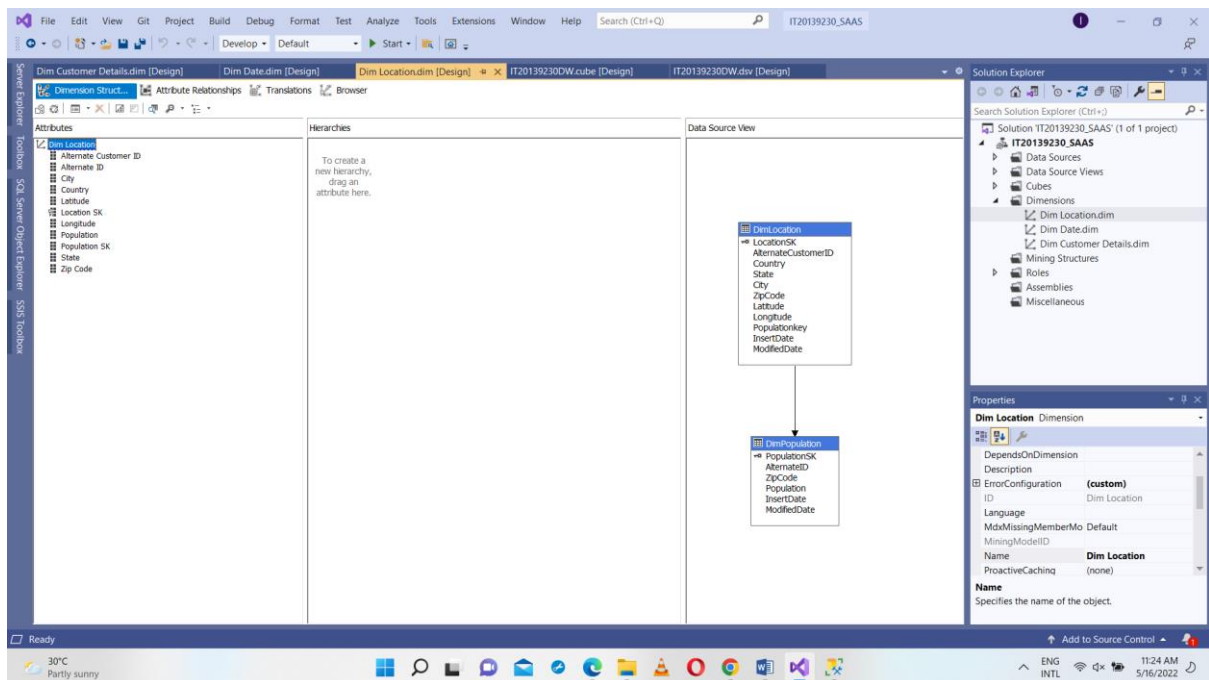 File Edit View Git Project Build Debug Format Test Analyze Tools Extensions Window Help Search (Ctrl+Q) IT20139230_SAAS I
Develop Default Start
Dim Customer Details.dim [Design] Dim Date.dim [Design] Dim Location.dim [Design] IT20139230DW.cube [Design] IT20139230DW.dsv [Design]
Dimension Struct... Attribute Relationships Translations Browser
Server Explorer
Toolbox
SQL Server Object Explorer
SSIS Toolbox
Attributes
Dim Location
Alternate Customer ID
Alternate ID
City
Country
Latitude
Location SK
Longitude
Population
Population SK
State
Zip Code
Hierarchies
To create a
new hierarchy,
drag an
attribute here.
Data Source View
DimLocation
LocationSK
AlternateCustomerID
Country
State
City
ZipCode
Latitude
Longitude
Populationkey
InsertDate
ModifiedDate
DimPopulation
PopulationSK
AlternateID
ZipCode
Population
InsertDate
ModifiedDate
Solution Explorer
Search Solution Explorer (Ctrl+;)
Solution 'IT20139230_SAAS' (1 of 1 project)
IT20139230_SAAS
Data Sources
Data Source Views
Cubes
Dimensions
Dim Location.dim
Dim Date.dim
Dim Customer Details.dim
Mining Structures
Roles
Assemblies
Miscellaneous
Properties
Dim Location Dimension
DependsOnDimension
Description
ErrorConfiguration (custom)
ID Dim Location
Language
MdxMissingMemberMo Default
MiningModelID
Name Dim Location
ProactiveCaching (none)
Name
Specifies the name of the object.
Ready Add to Source Control 1
30°C
Partly sunny
ENG
INTL
11:24 AM
5/16/2022